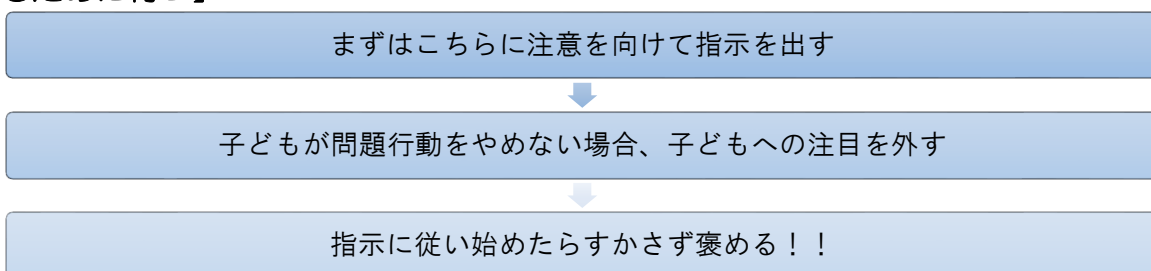 まずはこちらに注意を向けて指示を出す
子どもが問題行動をやめない場合、子どもへの注目を外す
指示に従い始めたらすかさず褒める！！